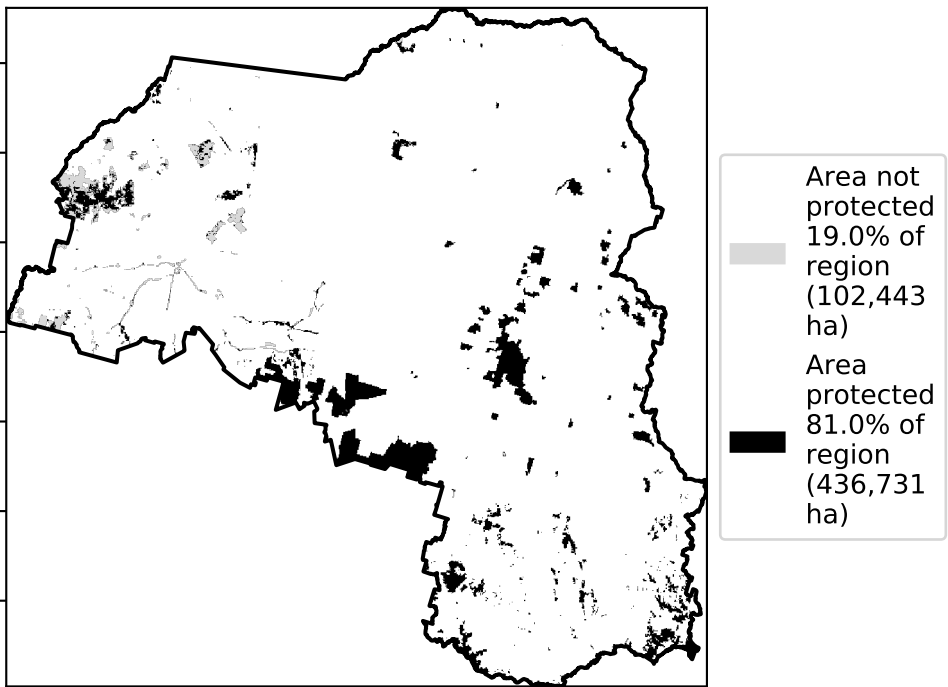 Area not
protected
19.0% of
region
(102,443
ha)
Area
protected
81.0% of
region
(436,731
ha)